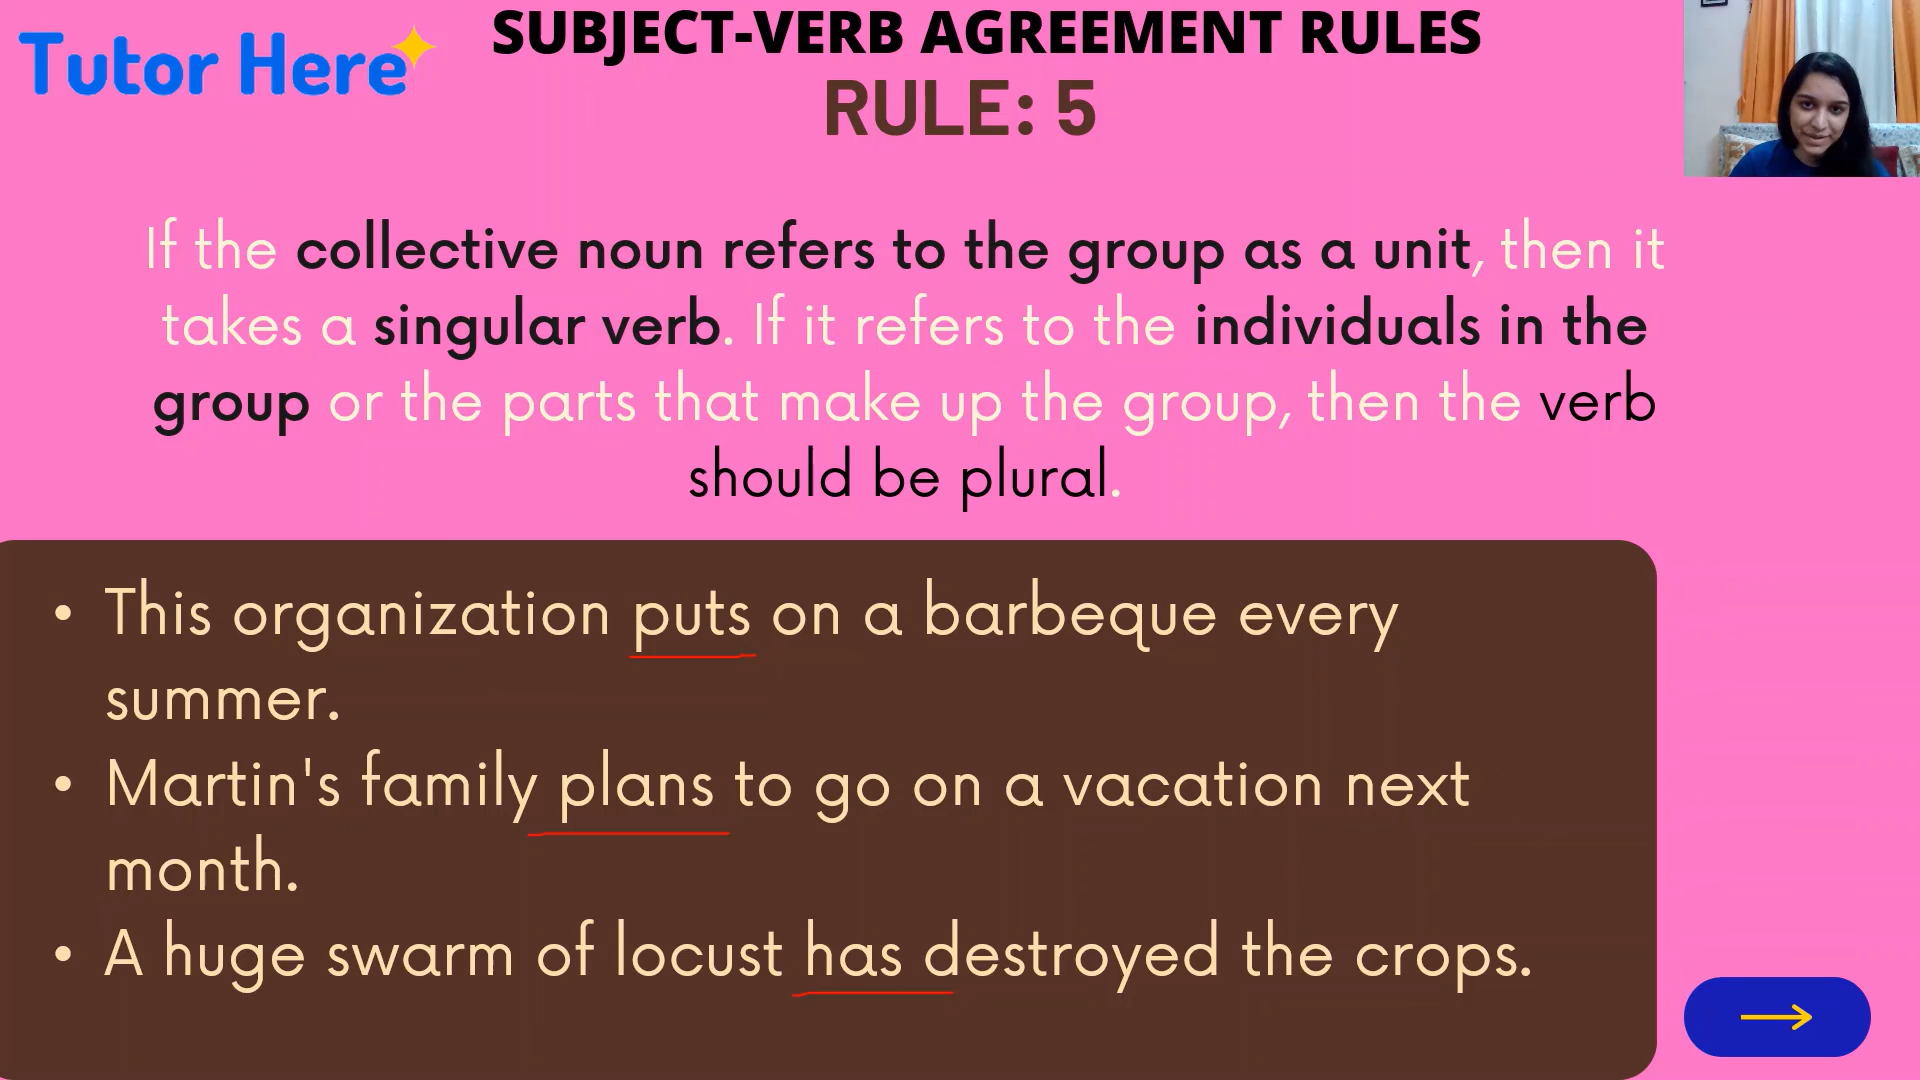 Tutor Here
SUBJECT-VERB AGREEMENT RULES
RULE: 5
If the collective noun refers to the group as a unit, then it
takes a singular verb. If it refers to the individuals in the
group or the parts that make up the group, then the verb
should be plural.
• This organization puts on a barbeque every
summer.
• Martin's family plans to go on a vacation next
month.
• A huge swarm of locust has destroyed the crops.